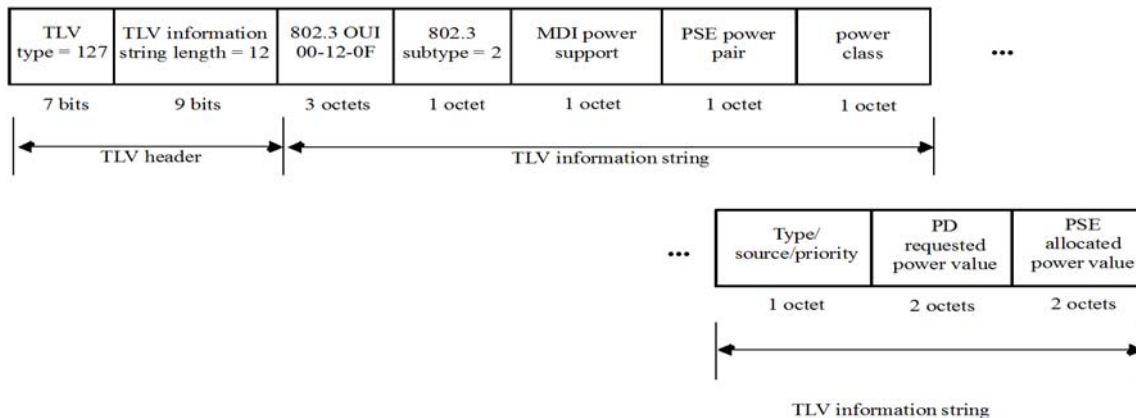 TLV
type = 127
TLV information
string length = 12
802.3 OUI
00-12-0F
802.3
subtype = 2
MDI power
support
PSE power
pair
power
class
...
7 bits
9 bits
3 octets
1 octet
1 octet
1 octet
1 octet
TLV header
TLV information string
...
Type/
source/priority
PD
requested
power value
PSE
allocated
power value
1 octet
2 octets
2 octets
TLV information string